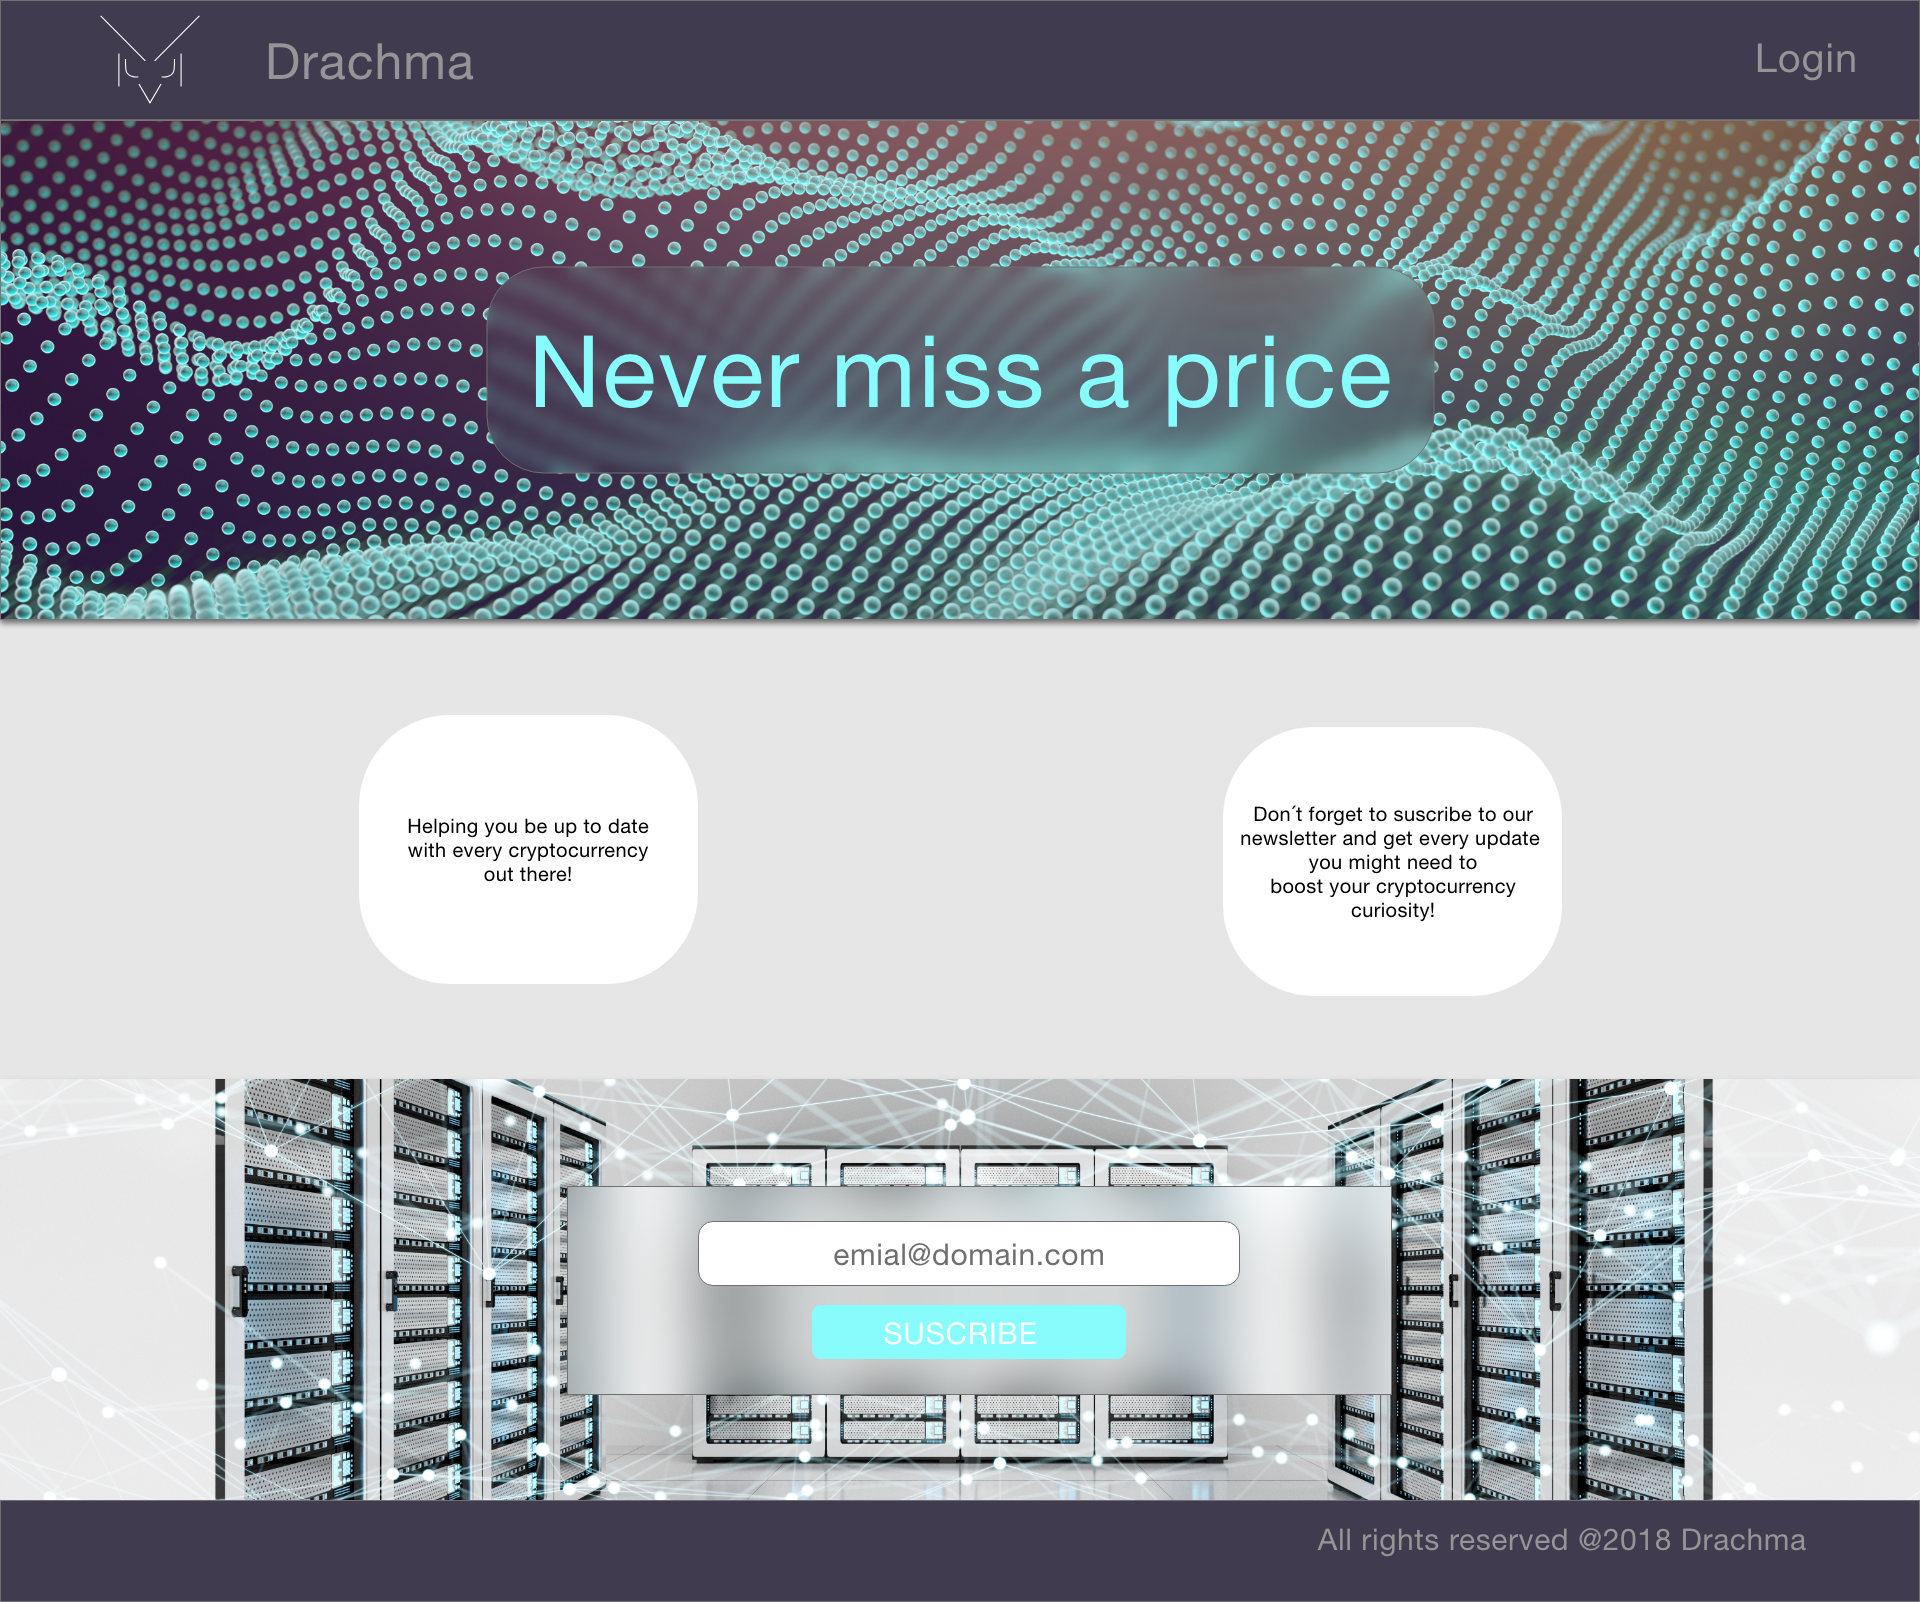 Drachma
Login
Never miss a price
Helping you be up to date
with every cryptocurrency
out there!
Don´t forget to suscribe to our
newsletter and get every update
you might need to
boost your cryptocurrency
curiosity!
emial@domain.com
SUSCRIBE
All rights reserved @2018 Drachma